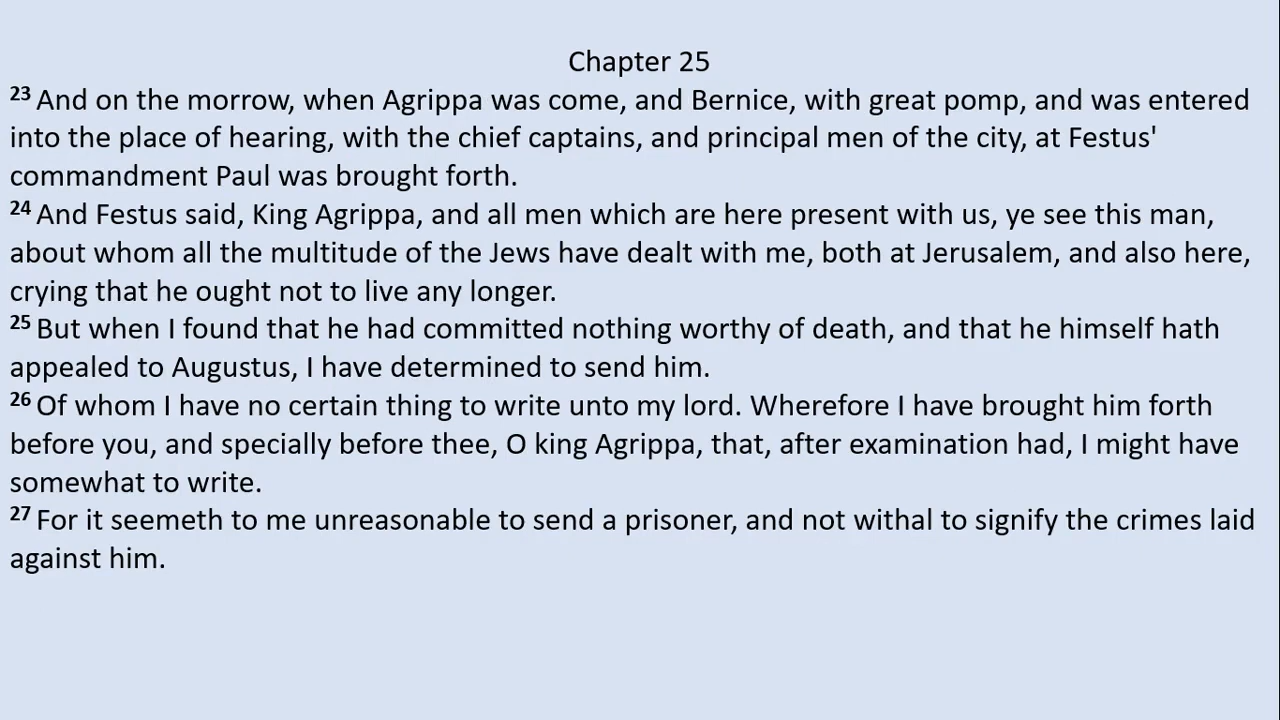 Chapter 25
23 And on the morrow, when Agrippa was come, and Bernice, with great pomp, and was entered
into the place of hearing, with the chief captains, and principal men of the city, at Festus'
commandment Paul was brought forth.
24 And Festus said, King Agrippa, and all men which are here present with us, ye see this man,
about whom all the multitude of the Jews have dealt with me, both at Jerusalem, and also here,
crying that he ought not to live any longer.
25 But when I found that he had committed nothing worthy of death, and that he himself hath
appealed to Augustus, I have determined to send him.
26 Of whom I have no certain thing to write unto my lord. Wherefore I have brought him forth
before you, and specially before thee, O king Agrippa, that, after examination had, I might have
somewhat to write.
27 For it seemeth to me unreasonable to send a prisoner, and not withal to signify the crimes laid
against him.